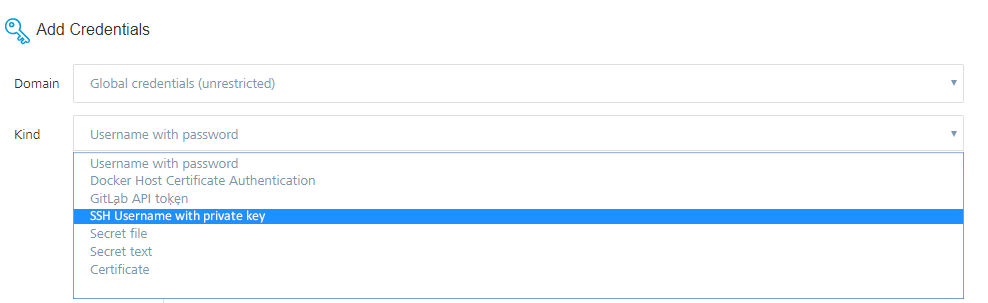 Add Credentials
Domain
Global credentials (unrestricted)
Kind
Username with password
Username with password
Docker Host Certificate Authentication
GitLab API token
SSH Username with private key
Secret file
Secret text
Certificate